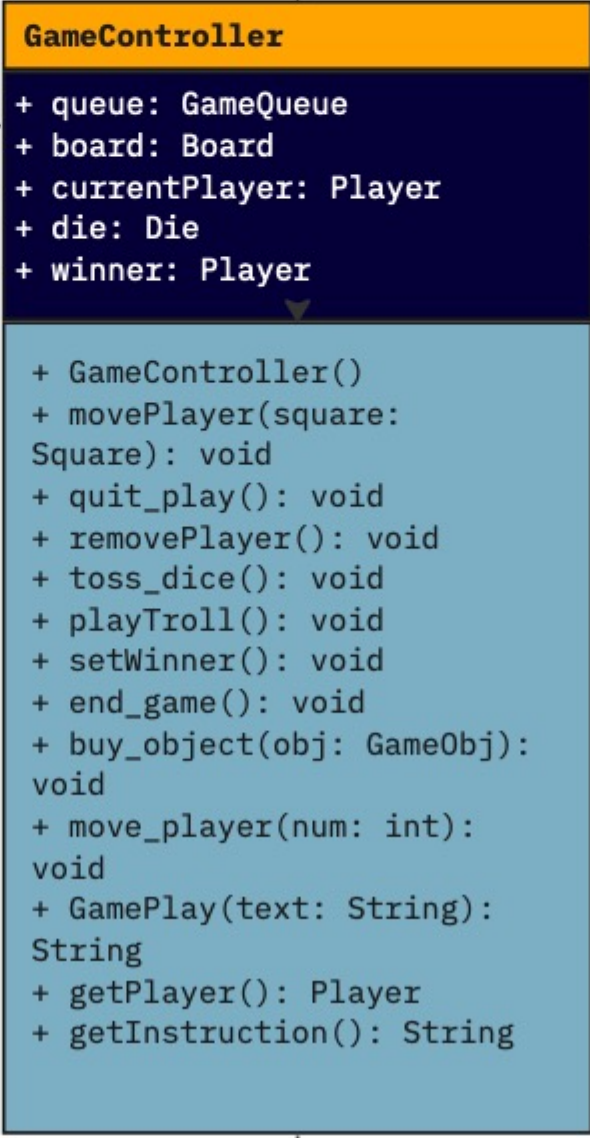 GameController
+ queue: GameQueue
+ board: Board
+ currentPlayer: Player
+ die: Die
+ winner: Player
+ GameController()
+ movePlayer(square:
Square): void
+ quit_play(): void
+ removePlayer(): void
+ toss_dice(): void
+ playTroll(): void
+ setWinner(): void
+ end_game(): void
+ buy_object(obj: GameObj):
void
+ move_player(num: int):
void
+ GamePlay(text: String):
String
+ getPlayer(): Player
+ getInstruction(): String